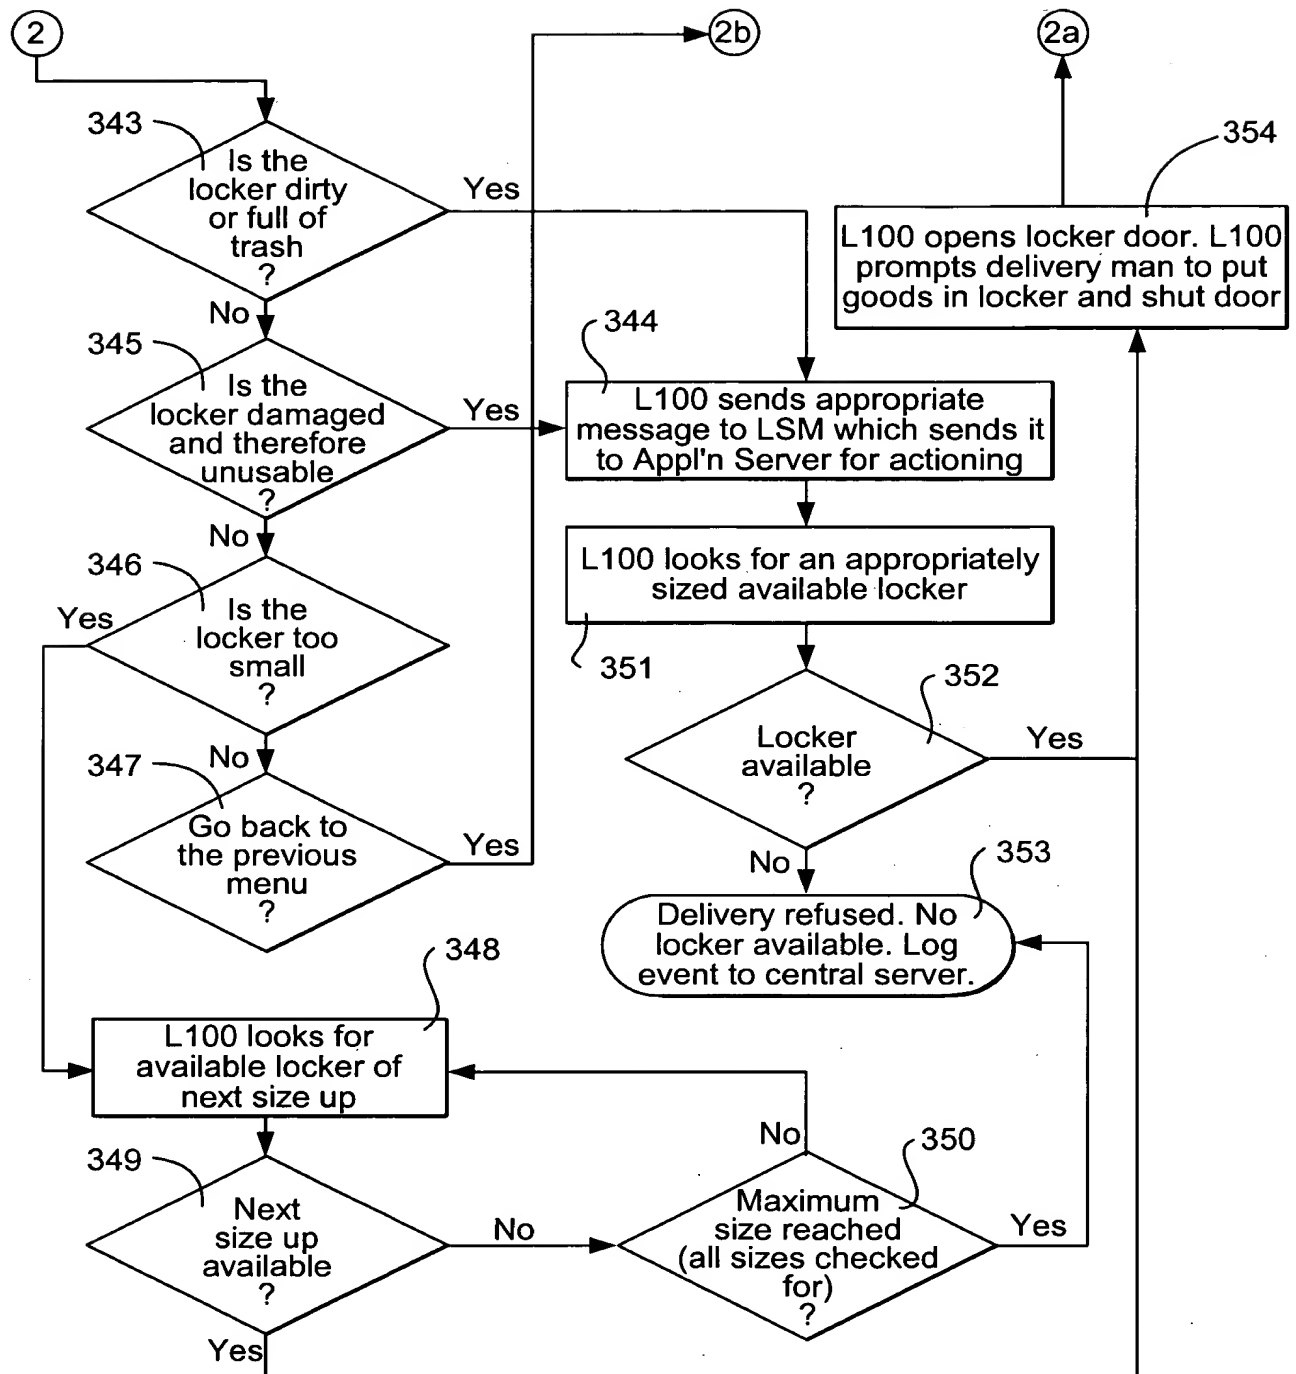 2
2b
2a
343
Is the
locker dirty
or full of
trash
?
Yes
No
354
L100 opens locker door. L100
prompts delivery man to put
goods in locker and shut door
345
Is the
locker damaged
and therefore
unusable
?
Yes
No
344
L100 sends appropriate
message to LSM which sends it
to Appl'n Server for actioning
L100 looks for an appropriately
sized available locker
351
346
Yes
Is the
locker too
small
?
No
352
Locker
available
?
Yes
No
347
Go back to
the previous
menu
?
Yes
353
Delivery refused. No
locker available. Log
event to central server.
348
L100 looks for
available locker of
next size up
349
Next
size up
available
?
No
Yes
350
No
Maximum
size reached
(all sizes checked
for)
?
Yes